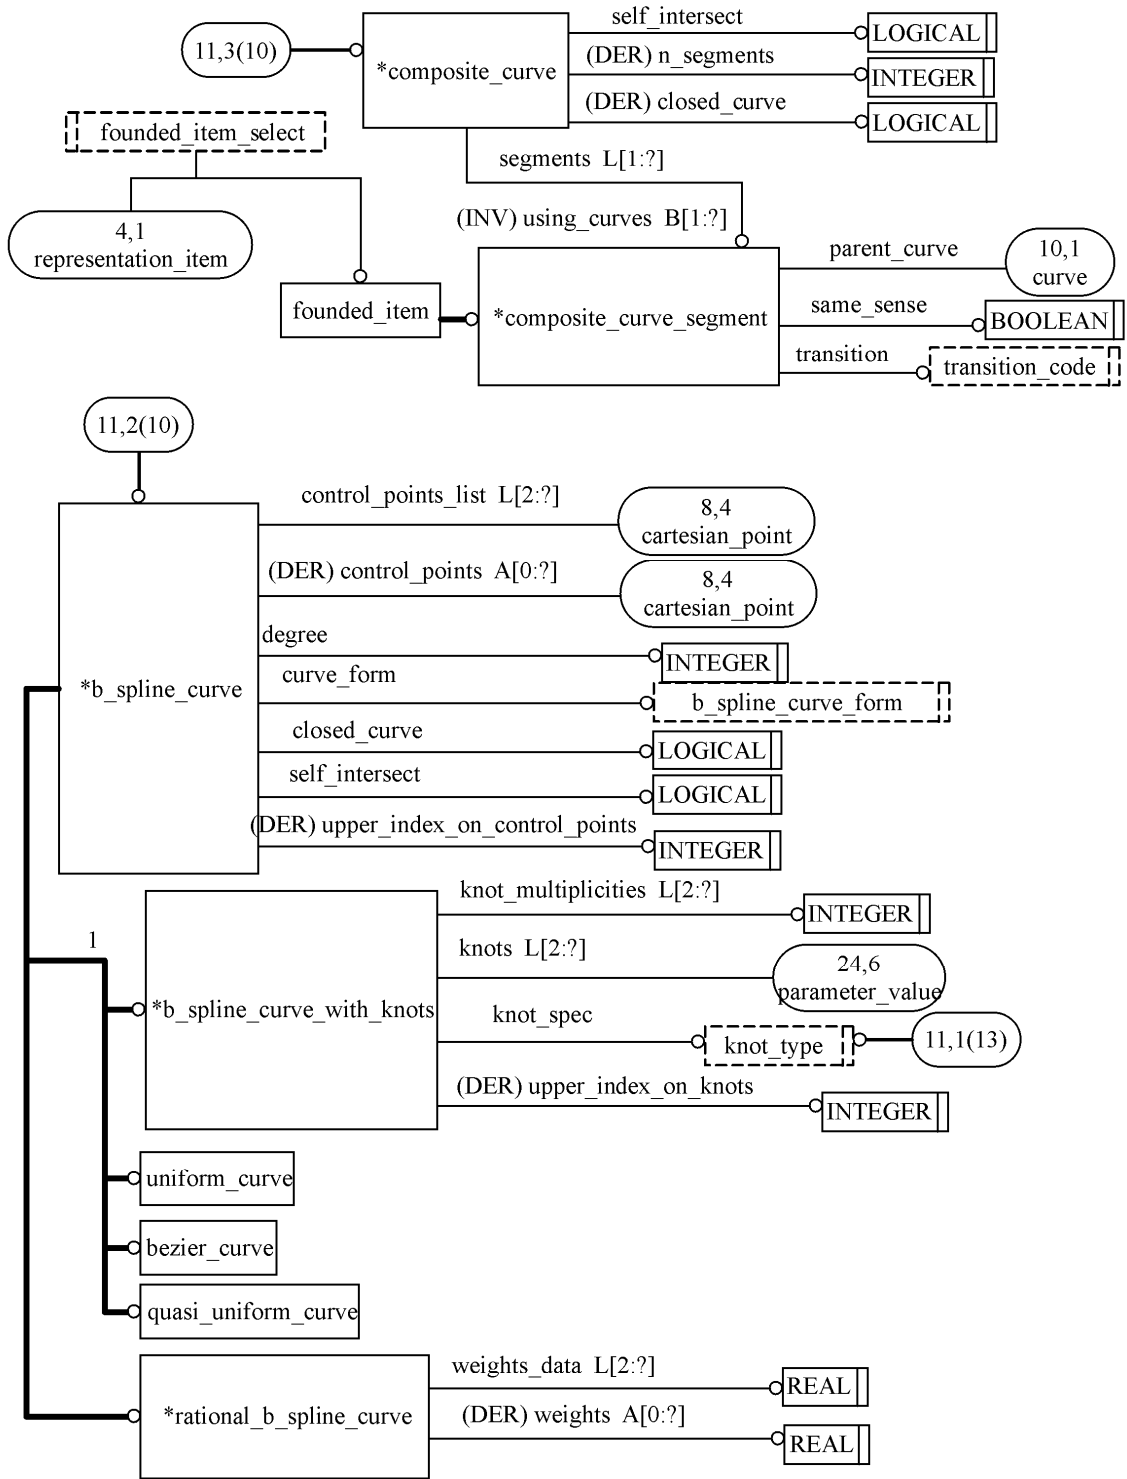 self_intersect
11,3(10)
LOGICAL
(DER) n_segments
*composite_curve
INTEGER
(DER) closed_curve
LOGICAL
founded_item_select
segments L[1:?]
4,1
representation_item
(INV) using_curves B[1:?]
parent_curve
10,1
curve
founded_item
*composite_curve_segment
same_sense
BOOLEAN
transition
transition_code
11,2(10)
control_points_list L[2:?]
8,4
cartesian_point
(DER) control_points A[0:?]
8,4
cartesian_point
degree
INTEGER
*b_spline_curve
curve_form
b_spline_curve_form
closed_curve
LOGICAL
self_intersect
LOGICAL
(DER) upper_index_on_control_points
INTEGER
knot_multiplicities L[2:?]
INTEGER
1
knots L[2:?]
24,6
parameter_value
*b_spline_curve_with_knots
knot_spec
knot_type
11,1(13)
(DER) upper_index_on_knots
INTEGER
uniform_curve
bezier_curve
quasi_uniform_curve
weights_data L[2:?]
REAL
*rational_b_spline_curve
(DER) weights A[0:?]
REAL